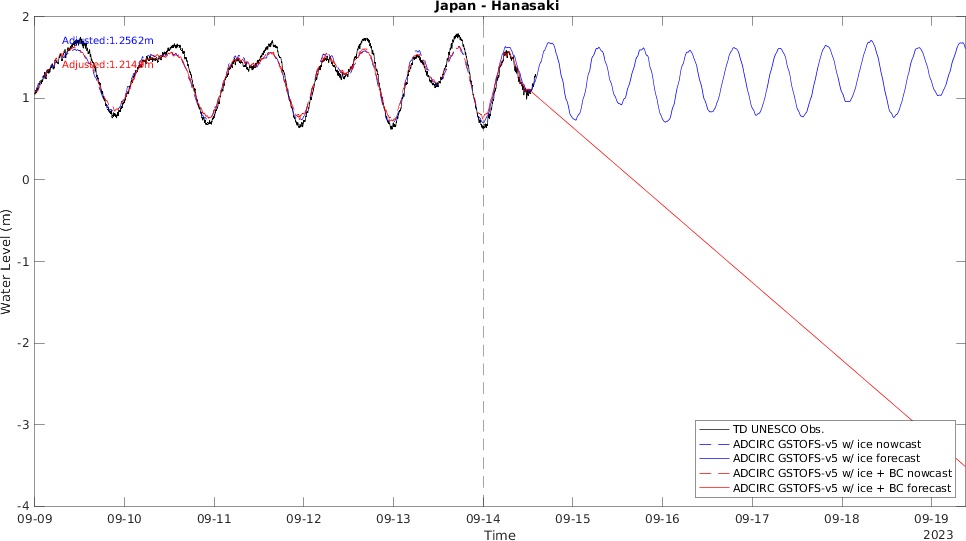 Japan - Hanasaki
Adjusted:1.2562m
Adjusted:1.2149m
Water Level (m)
2
1
0
-1
-2
-3
-4
TD UNESCO Obs.
ADCIRC GSTOFS-v5 w/ ice nowcast
ADCIRC GSTOFS-v5 w/ ice forecast
ADCIRC GSTOFS-v5 w/ ice + BC nowcast
ADCIRC GSTOFS-v5 w/ ice + BC forecast
09-09 09-10 09-11 09-12 09-13 09-14 09-15 09-16 09-17 09-18 09-19
Time
2023